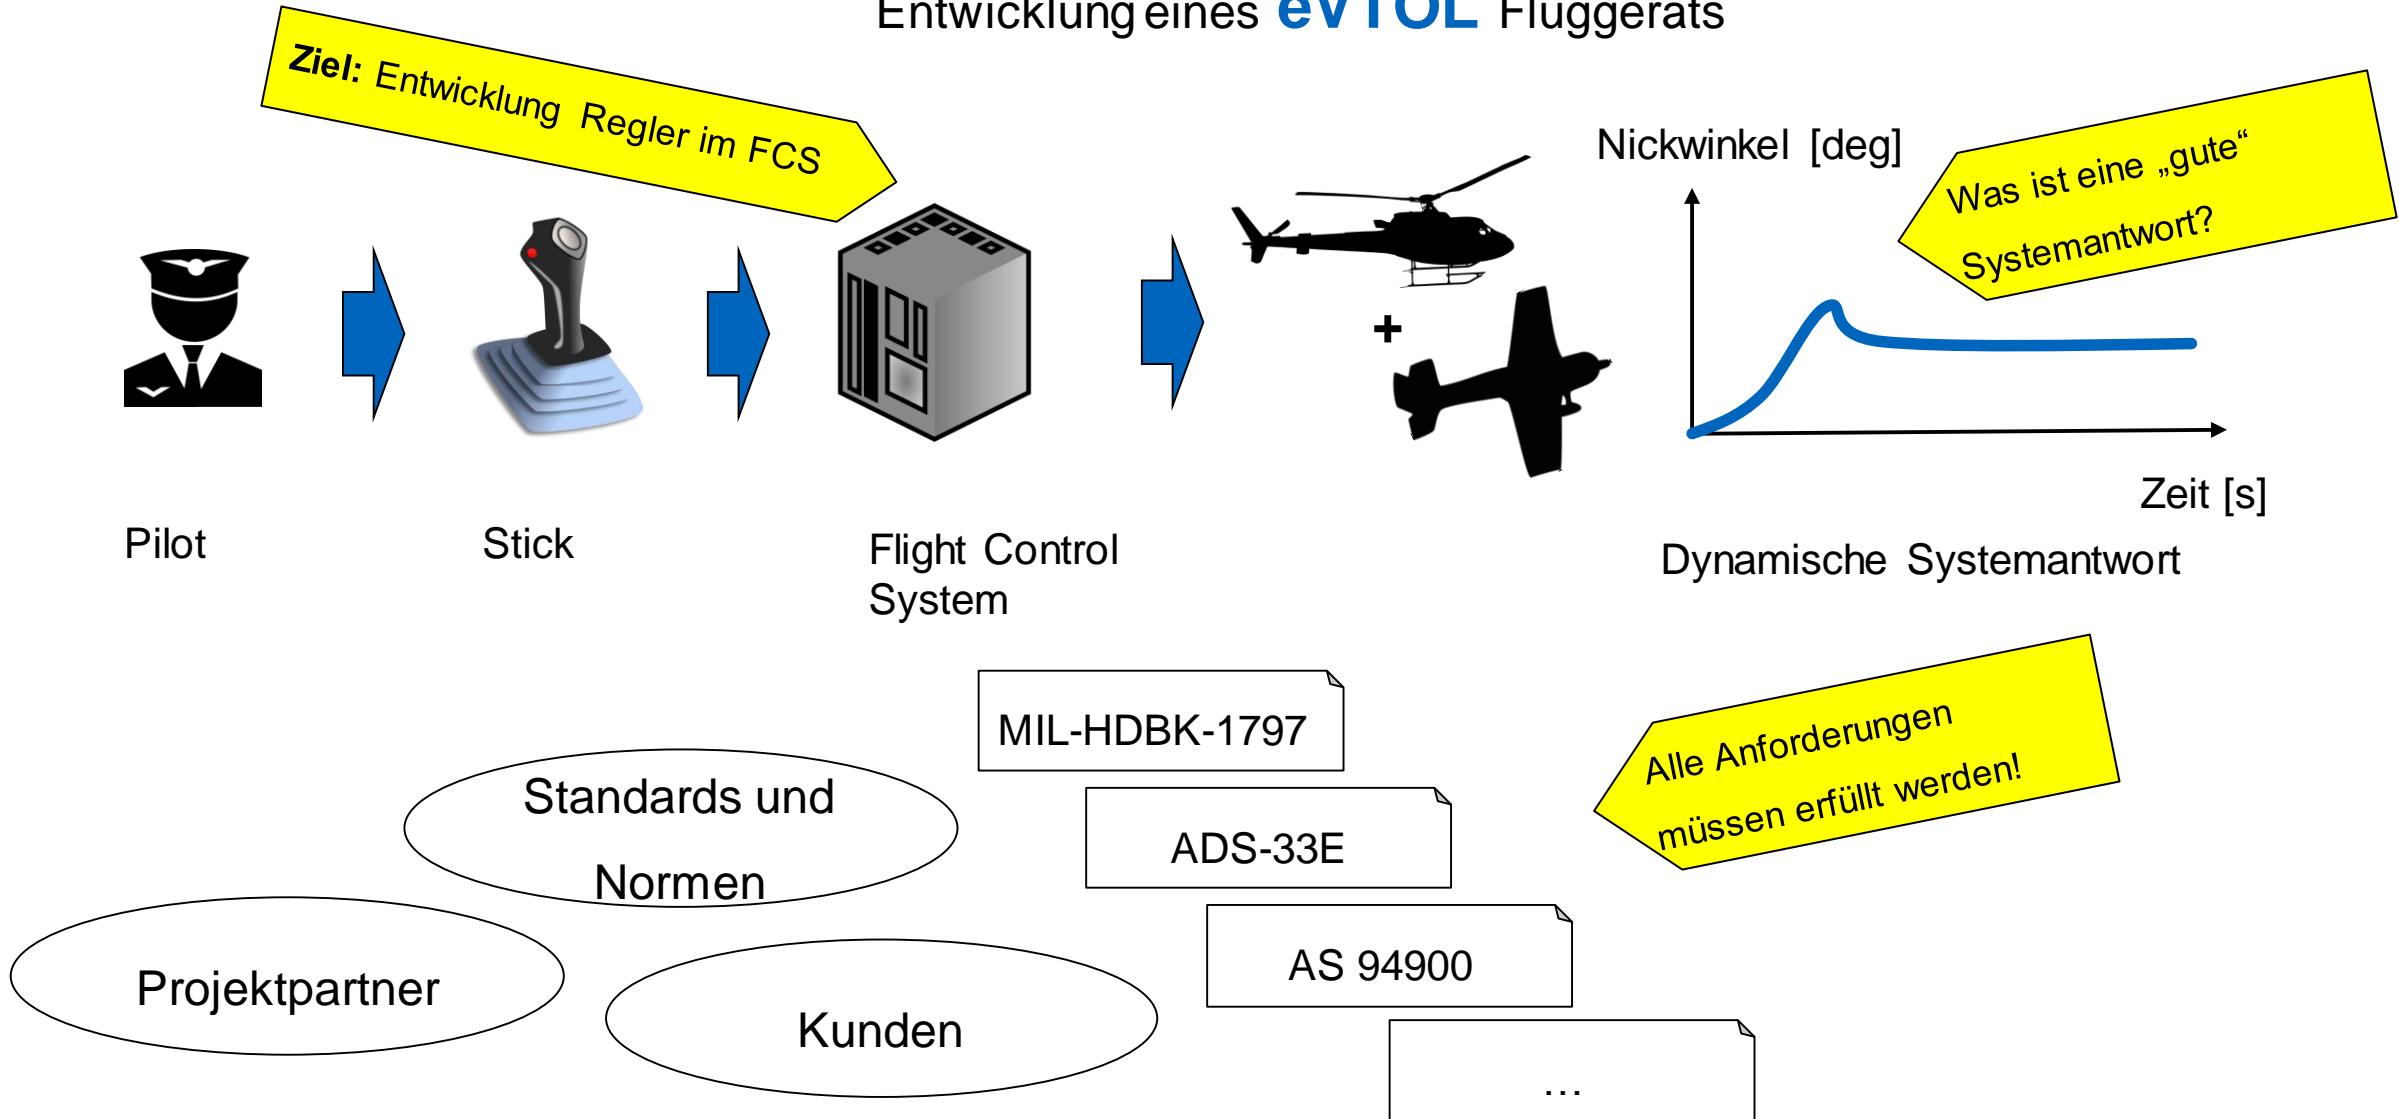 Entwicklung eines eVTOL Fluggeräts
Ziel: Entwicklung Regler im FCS
Nickwinkel [deg]
Was ist eine „gute“
Systemantwort?
+
Zeit [s]
Pilot
Stick
Flight Control
System
Dynamische Systemantwort
MIL-HDBK-1797
Alle Anforderungen
müssen erfüllt werden!
Standards und
Normen
ADS-33E
Projektpartner
AS 94900
Kunden
…